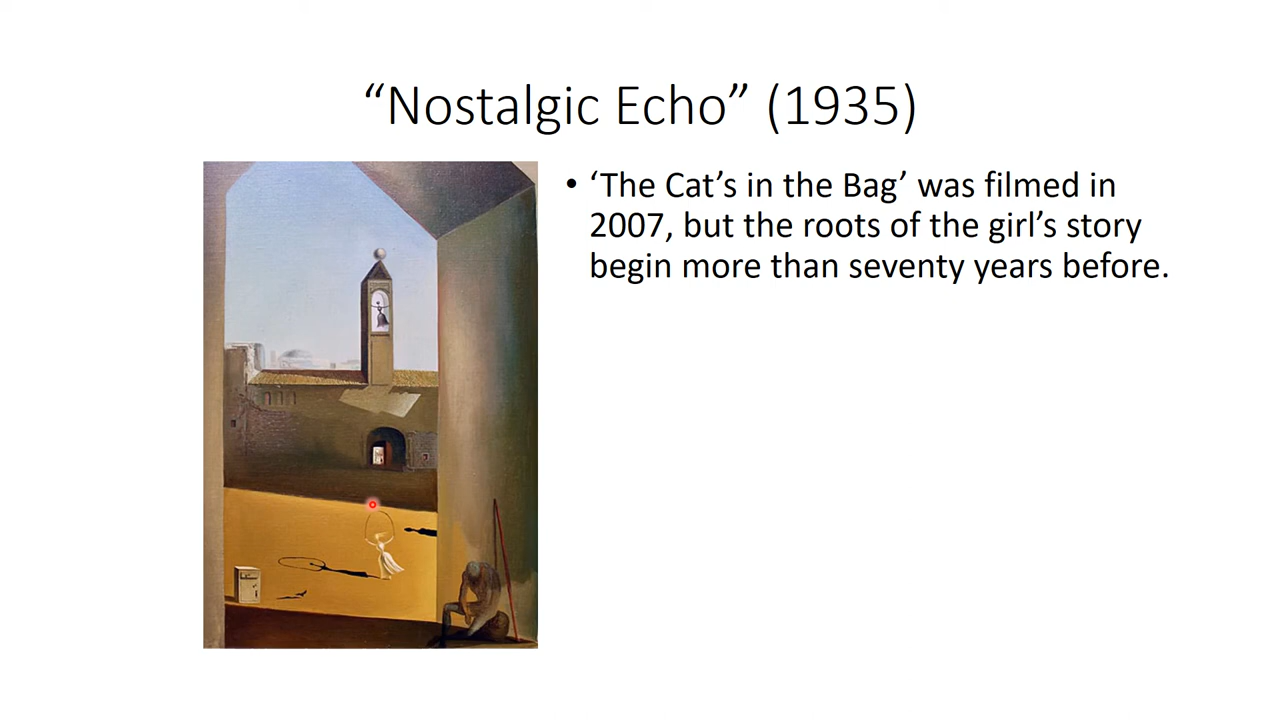 “Nostalgic Echo” (1935)
• ‘The Cat’s in the Bag’ was filmed in
2007, but the roots of the girl’s story
begin more than seventy years before.